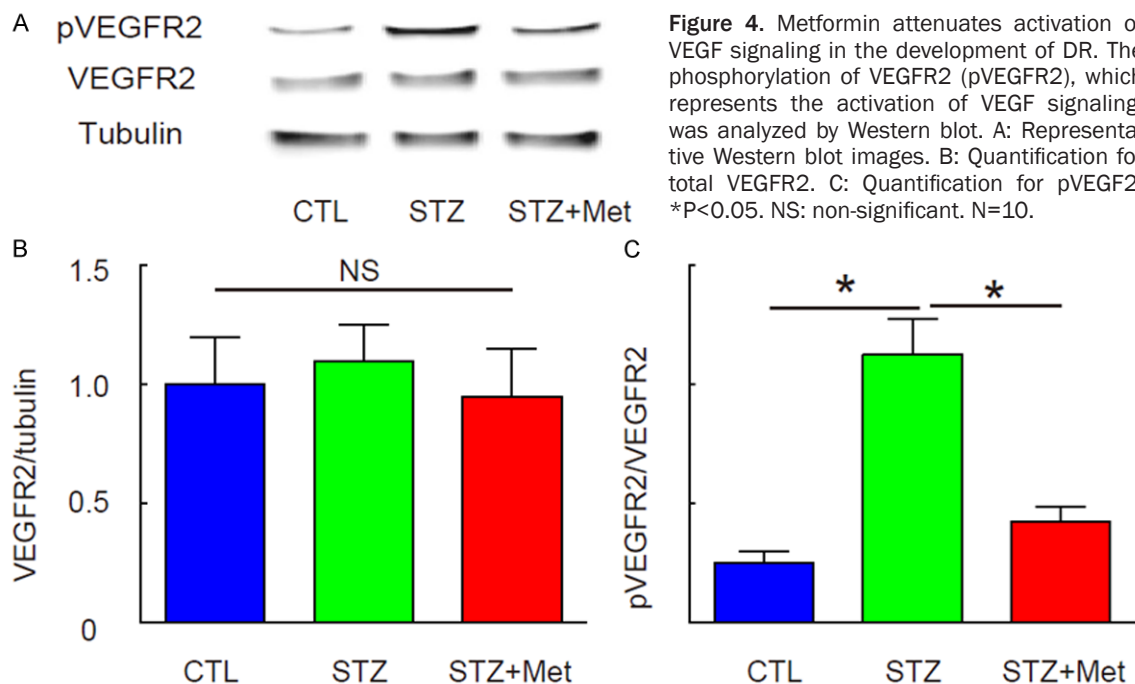 A
pVEGFR2
VEGFR2
Tubulin
CTL STZ STZ+Met
Figure 4. Metformin attenuates activation o
VEGF signaling in the development of DR. The
phosphorylation of VEGFR2 (pVEGFR2), which
represents the activation of VEGF signaling
was analyzed by Western blot. A: Representa
tive Western blot images. B: Quantification fo
total VEGFR2. C: Quantification for pVEGF2
*P<0.05. NS: non-significant. N=10.
B
VEGFR2/tubulin
1.5
1.0
0.5
0
NS
CTL STZ STZ+Met
C
pVEGFR2/VEGFR2
* *
CTL STZ STZ+Met